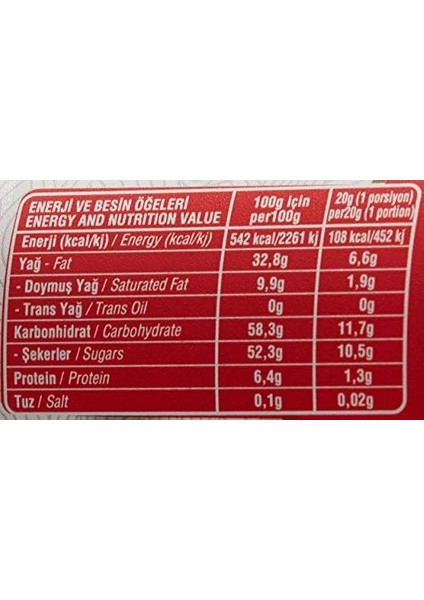 ENERJİ VE BESİN ÖĞELERİ
ENERGY AND NUTRITION VALUE
100g için
per100g
20g (1 porsiyon)
per20g (1 portion)
Enerji (kcal/kj) / Energy (kcal/kj) 542 kcal/2261 kj 108 kcal/452 kj
Yağ - Fat 32,8g 6,6g
- Doymuş Yağ / Saturated Fat 9,9g 1,9g
- Trans Yağ / Trans Oil 0g 0g
Karbonhidrat / Carbohydrate 58,3g 11,7g
- Şekerler / Sugars 52,3g 10,5g
Protein / Protein 6,4g 1,3g
Tuz / Salt 0,1g 0,02g